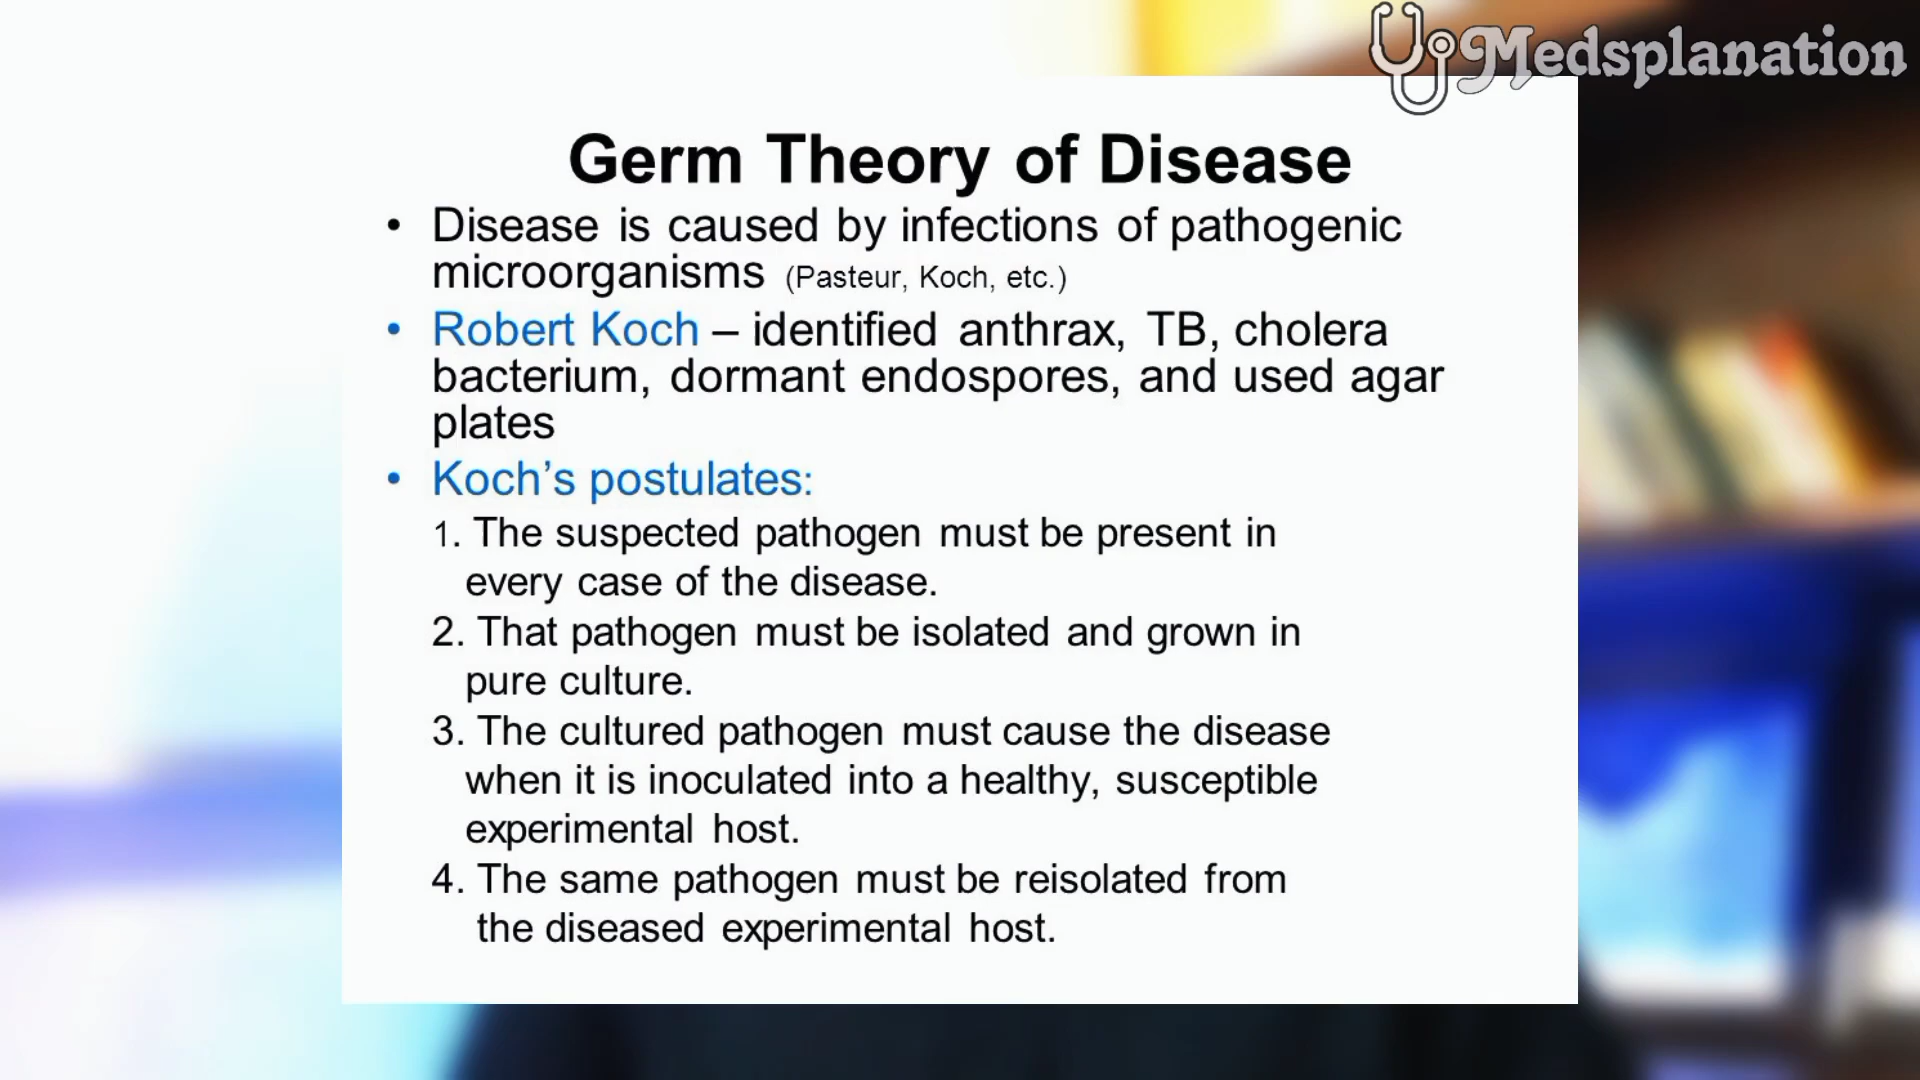 Medsplanation
Germ Theory of Disease
• Disease is caused by infections of pathogenic
microorganisms (Pasteur, Koch, etc.)
• Robert Koch – identified anthrax, TB, cholera
bacterium, dormant endospores, and used agar
plates
• Koch’s postulates:
1. The suspected pathogen must be present in
every case of the disease.
2. That pathogen must be isolated and grown in
pure culture.
3. The cultured pathogen must cause the disease
when it is inoculated into a healthy, susceptible
experimental host.
4. The same pathogen must be reisolated from
the diseased experimental host.